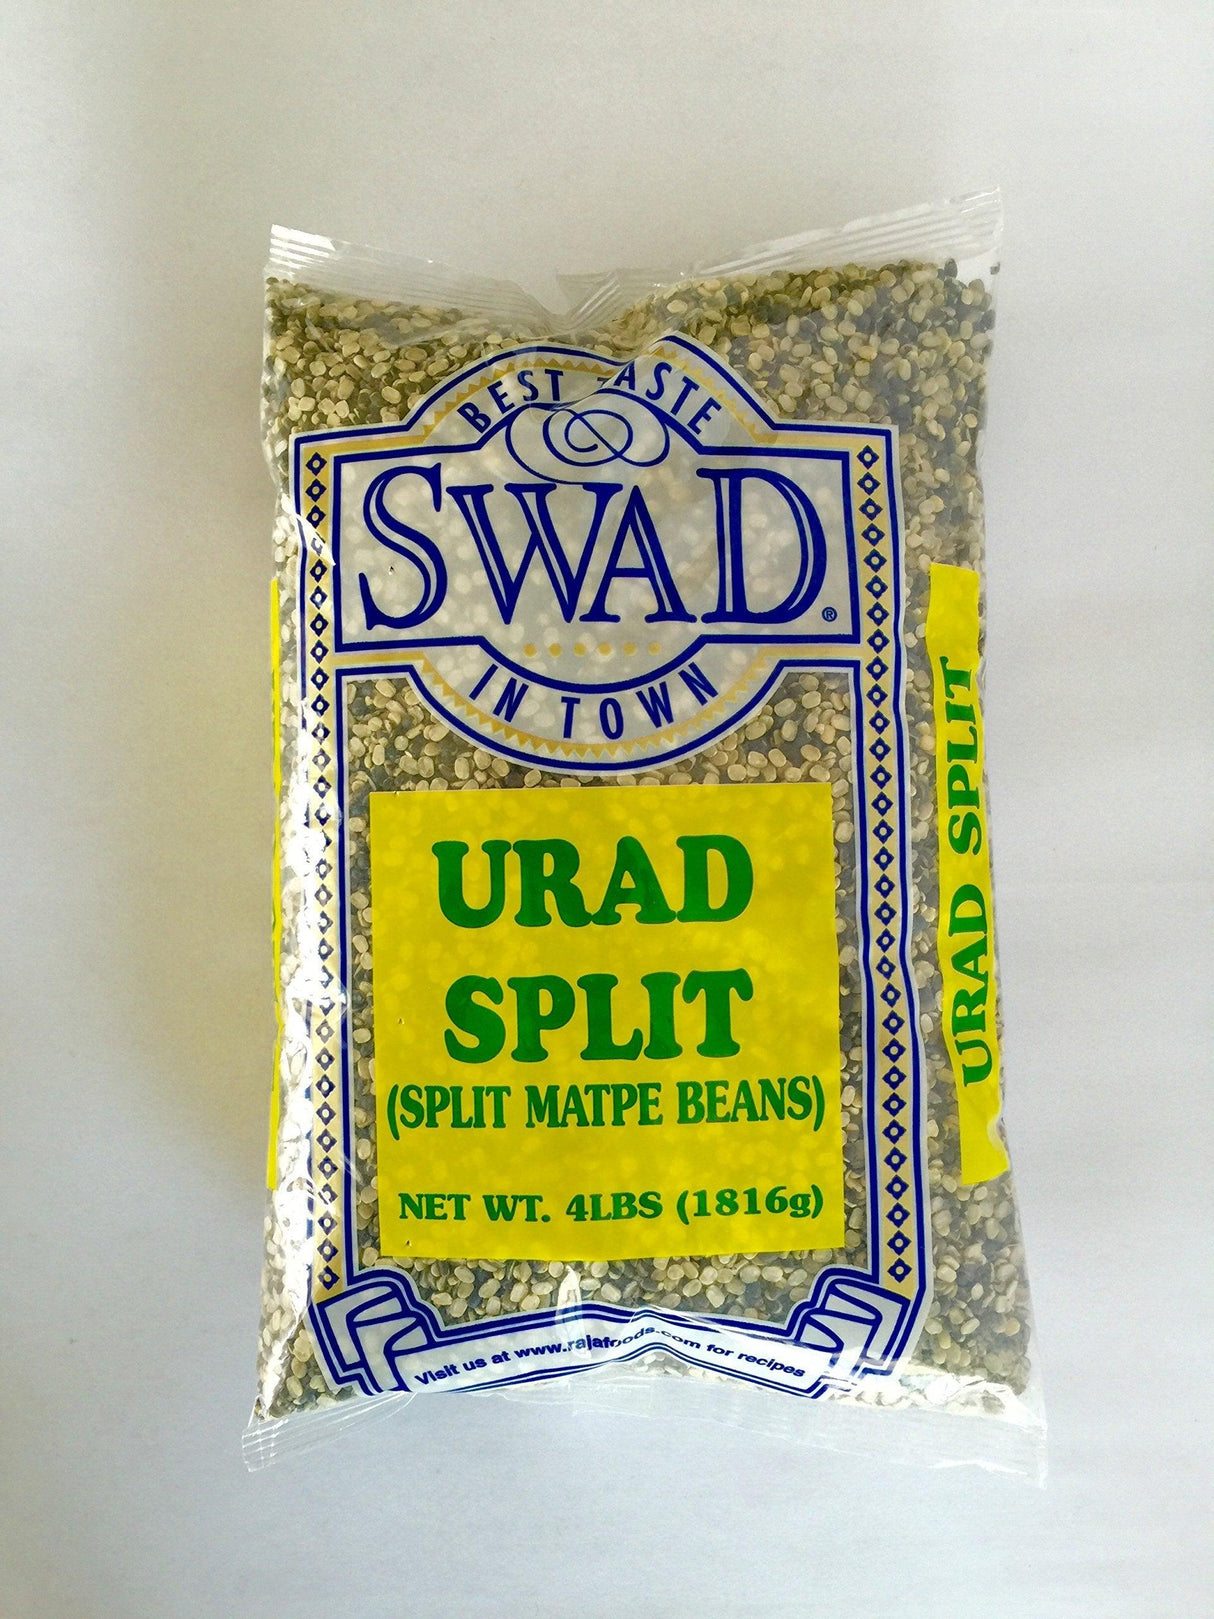 BEST TASTE
SWAD®
IN TOWN
URAD
SPLIT
(SPLIT MATPE BEANS)
NET WT. 4LBS (1816g)
Visit us at www.rajafoods.com for recipes
URAD SPLIT